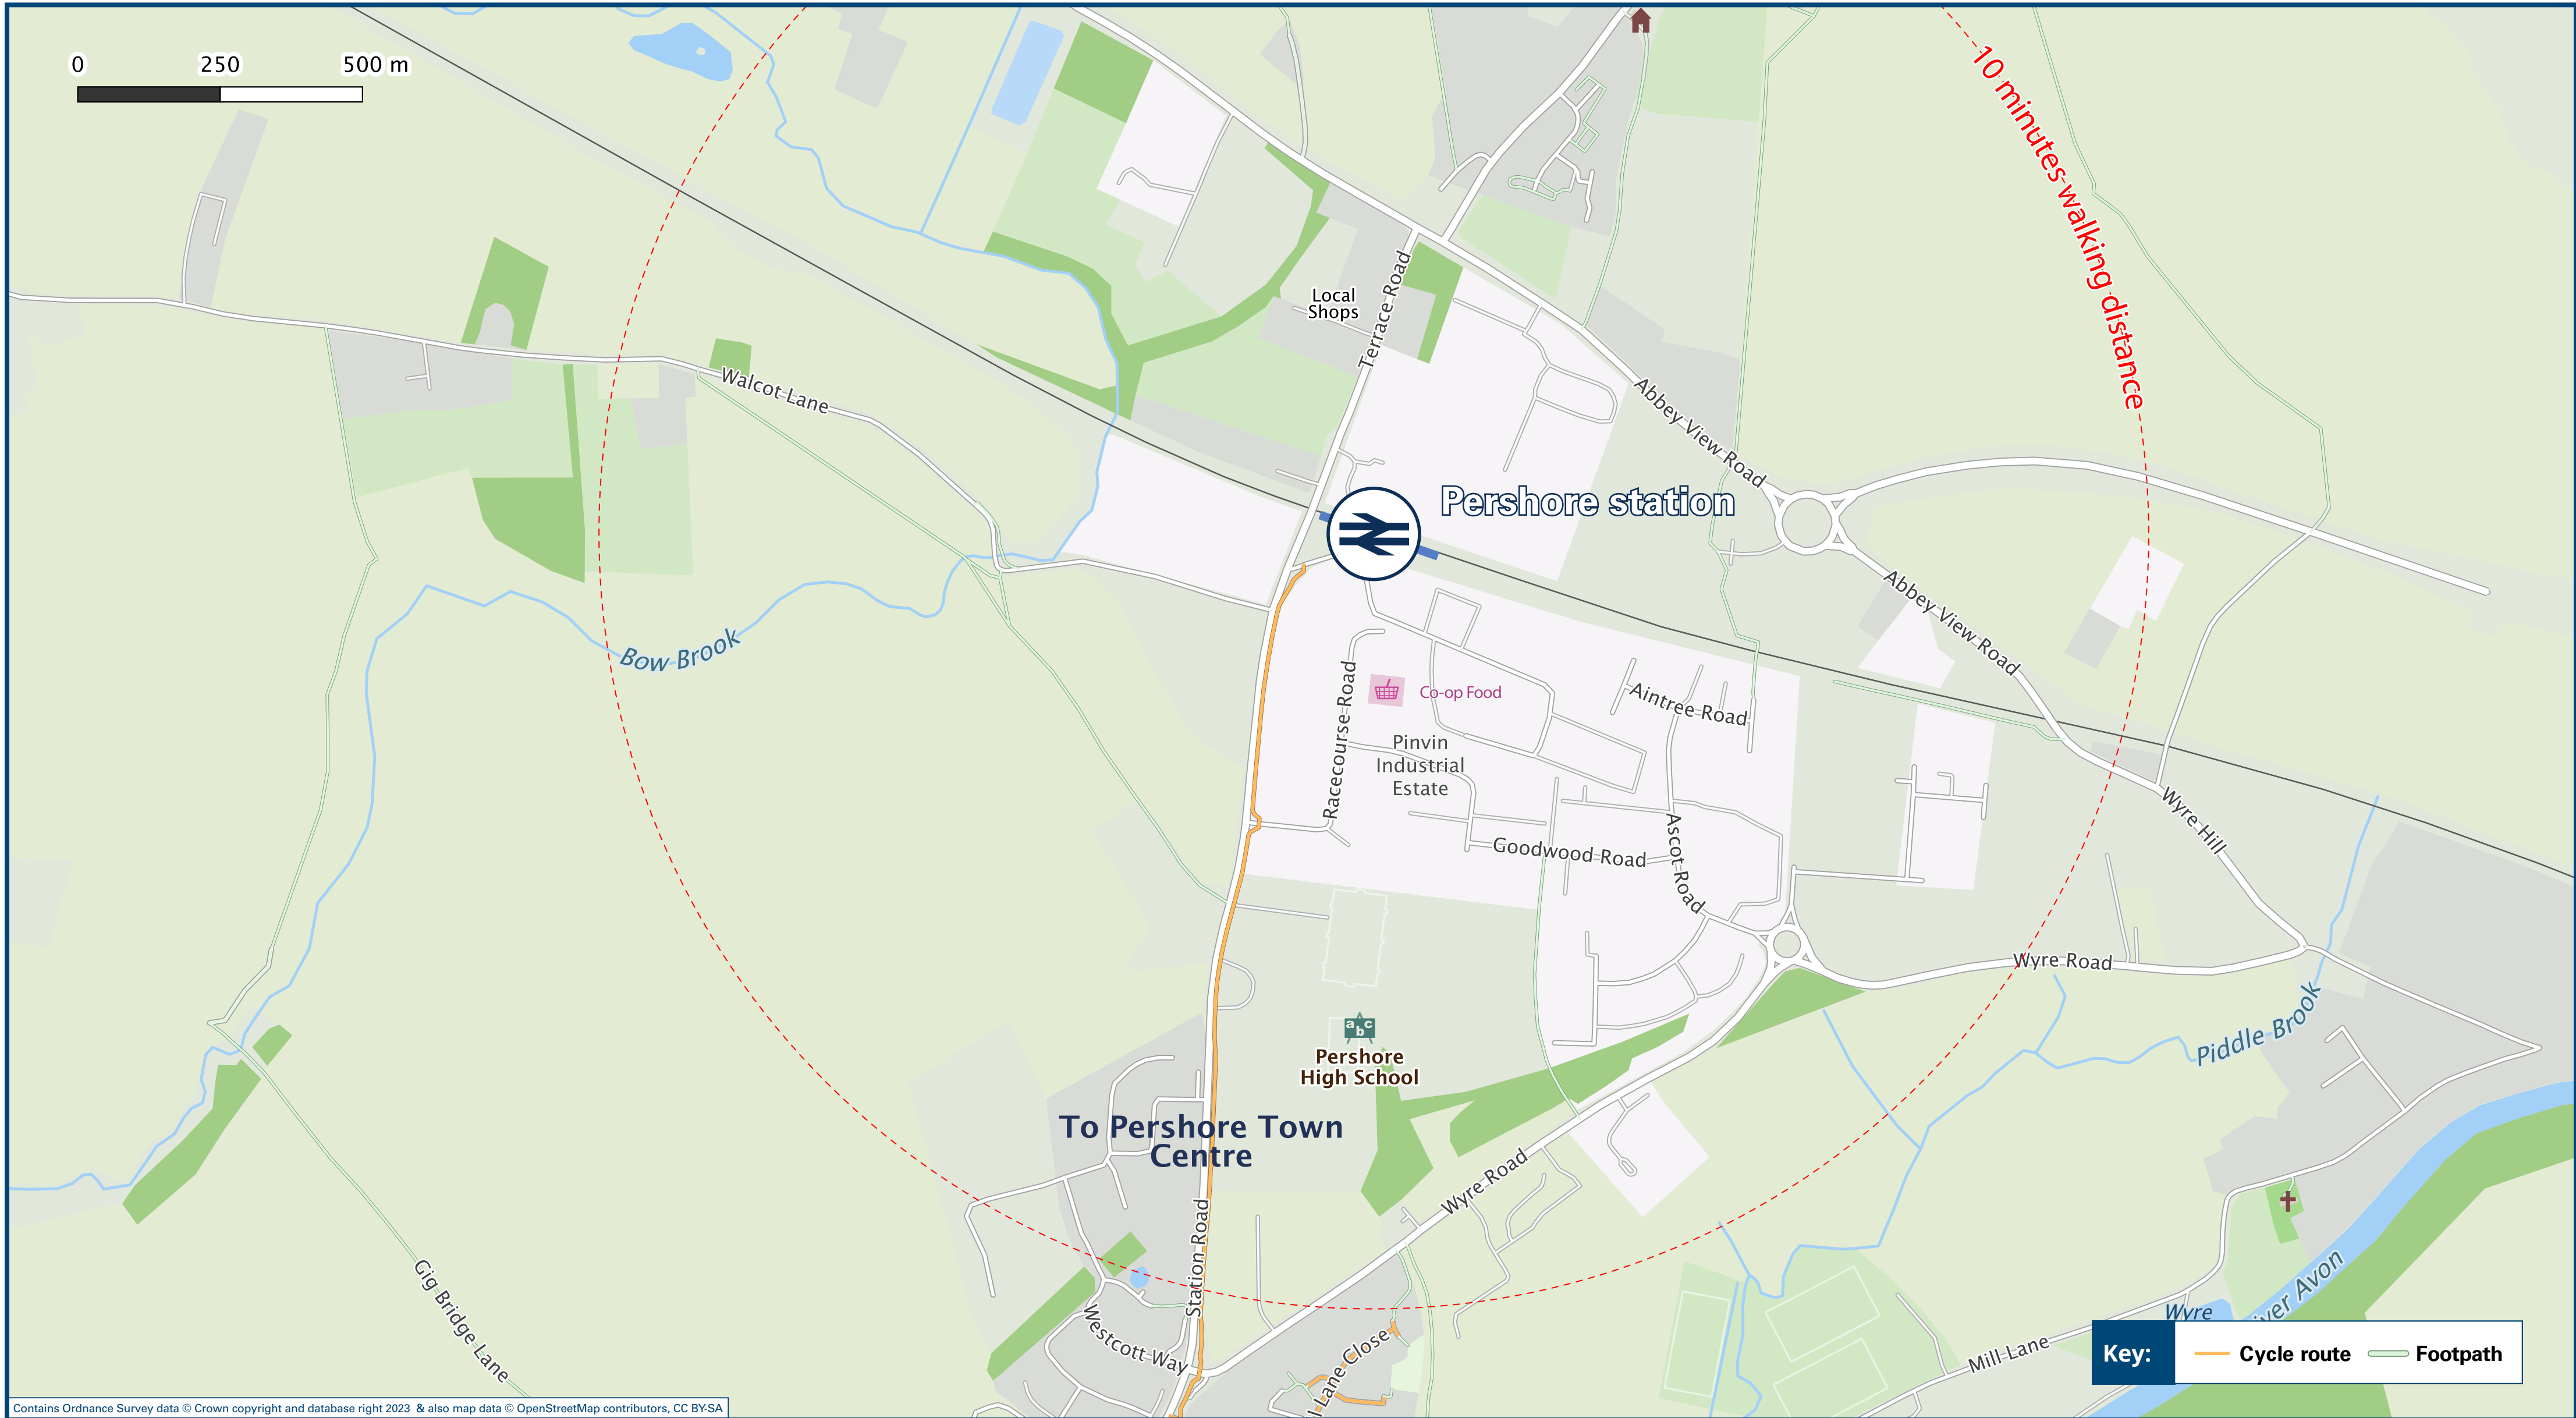 0 250 500 m
10 minutes walking distance
Local
Shops
Terrace Road
Walcot Lane
Abbey View Road
Pershore station
Abbey View Road
Bow Brook
Racecourse Road
Co-op Food
Aintree Road
Pinvin
Industrial
Estate
Goodwood Road
Ascot Road
Wyre Hill
Wyre Road
Piddle Brook
abc
Pershore
High School
To Pershore Town
Centre
Wyre Road
Station Road
Gig Bridge Lane
Westcott Way
Lane Close
Mill Lane
Wyre
Avon
Key: Cycle route Footpath
Contains Ordnance Survey data © Crown copyright and database right 2023 & also map data © OpenStreetMap contributors, CC BY-SA